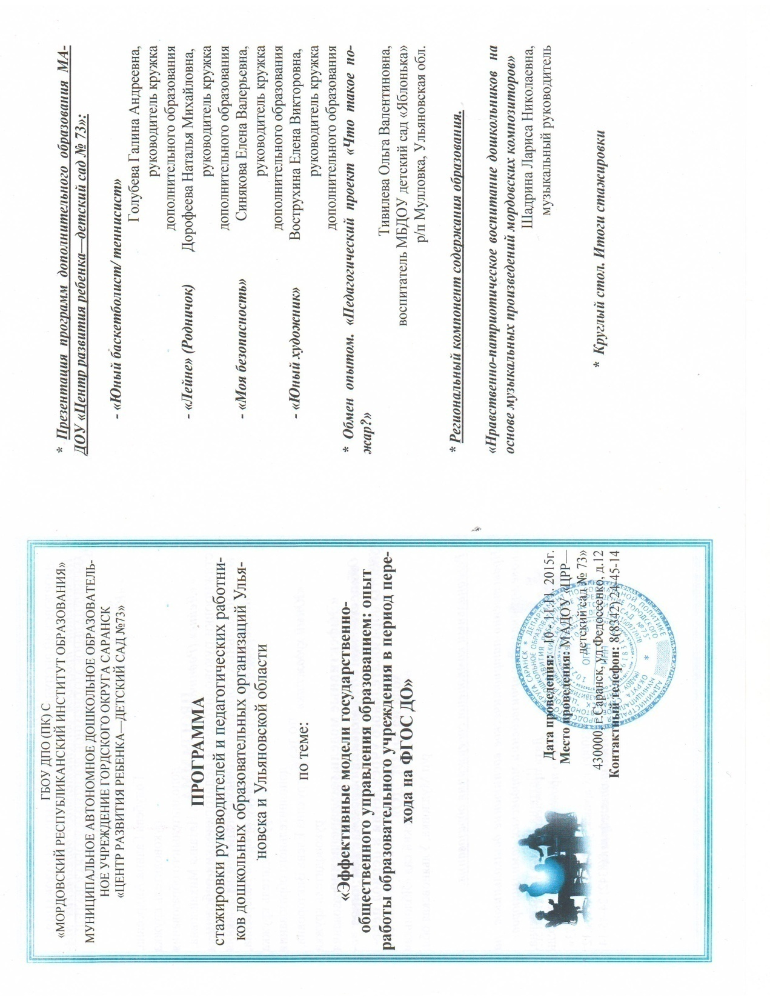 ГБОУ ДПО (ПК) С
«МОРДОВСКИЙ РЕСПУБЛИКАНСКИЙ ИНСТИТУТ ОБРАЗОВАНИЯ»
МУНИЦИПАЛЬНОЕ АВТОНОМНОЕ ДОШКОЛЬНОЕ ОБРАЗОВАТЕЛЬ-
НОЕ УЧРЕЖДЕНИЕ ГОРДСКОГО ОКРУГА САРАНСК
«ЦЕНТР РАЗВИТИЯ РЕБЕНКА—ДЕТСКИЙ САД №73»
ПРОГРАММА
стажировки руководителей и педагогических работни-
ков дошкольных образовательных организаций Улья-
новска и Ульяновской области
по теме:
«Эффективные модели государственно-
общественного управления образованием: опыт
работы образовательного учреждения в период пере-
хода на ФГОС ДО»
Дата проведения: 10 - 11.11. 2015г.
Место проведения: МАДОУ «ЦРР—
детский сад № 73»
430000, г.Саранск, ул.Федосеенко, д.12
Контактный телефон: 8(8342) 24-45-14
* Презентация программ дополнительного образования МА-
ДОУ «Центр развития ребенка—детский сад № 73»:
- «Юный баскетболист/ теннисист»
Голубева Галина Андреевна,
руководитель кружка
дополнительного образования
- «Лейне» (Родничок) Дорофеева Наталья Михайловна,
руководитель кружка
дополнительного образования
- «Моя безопасность» Синякова Елена Валерьевна,
руководитель кружка
дополнительного образования
- «Юный художник» Вострухина Елена Викторовна,
руководитель кружка
дополнительного образования
* Обмен опытом. «Педагогический проект «Что такое по-
жар?»
Тивилева Ольга Валентиновна,
воспитатель МБДОУ детский сад «Яблонька»
р/п Мулловка, Ульяновская обл.
* Региональный компонент содержания образования.
«Нравственно-патриотическое воспитание дошкольников на
основе музыкальных произведений мордовских композиторов»
Шадрина Лариса Николаевна,
музыкальный руководитель
* Круглый стол. Итоги стажировки